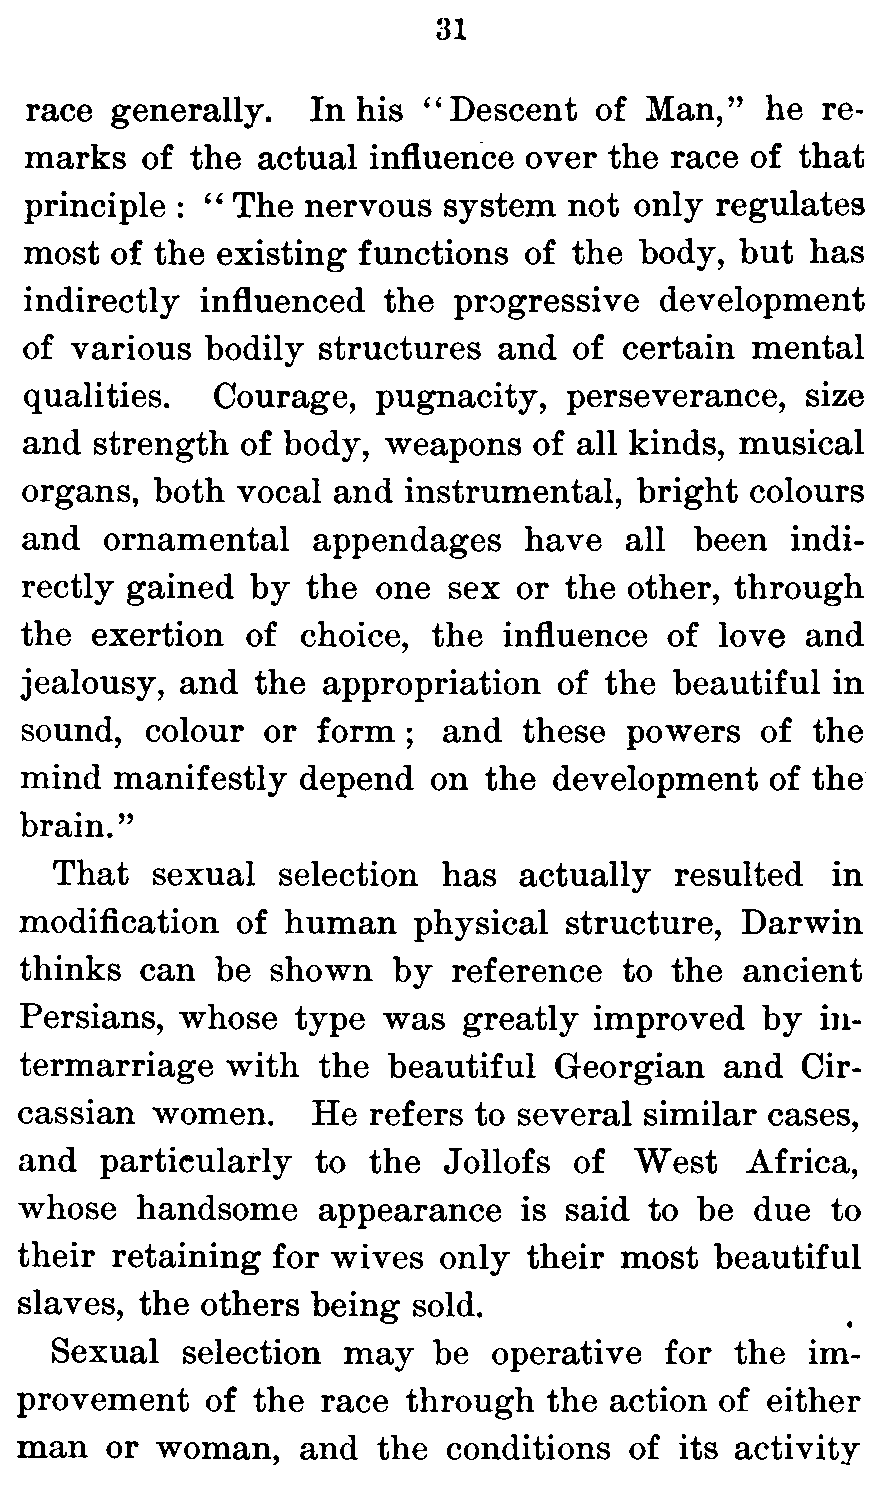 31
race generally. In his “Descent of Man,” he re-
marks of the actual influence over the race of that
principle : “The nervous system not only regulates
most of the existing functions of the body, but has
indirectly influenced the progressive development
of various bodily structures and of certain mental
qualities. Courage, pugnacity, perseverance, size
and strength of body, weapons of all kinds, musical
organs, both vocal and instrumental, bright colours
and ornamental appendages have all been indi-
rectly gained by the one sex or the other, through
the exertion of choice, the influence of love and
jealousy, and the appropriation of the beautiful in
sound, colour or form ; and these powers of the
mind manifestly depend on the development of the
brain.”
That sexual selection has actually resulted in
modification of human physical structure, Darwin
thinks can be shown by reference to the ancient
Persians, whose type was greatly improved by in-
termarriage with the beautiful Georgian and Cir-
cassian women. He refers to several similar cases,
and particularly to the Jollofs of West Africa,
whose handsome appearance is said to be due to
their retaining for wives only their most beautiful
slaves, the others being sold.
Sexual selection may be operative for the im-
provement of the race through the action of either
man or woman, and the conditions of its activity